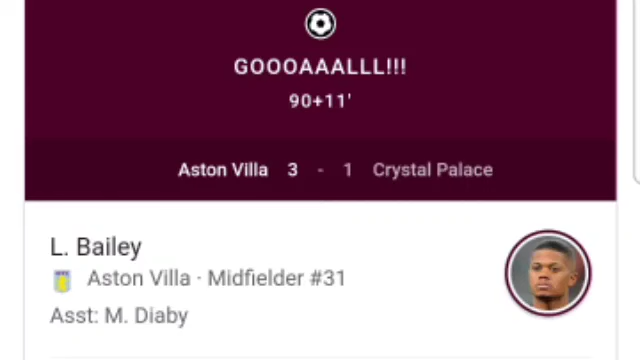 GOOOAAALLL!!!
90+11'
Aston Villa 3 - 1 Crystal Palace
L. Bailey
Aston Villa · Midfielder #31
Asst: M. Diaby